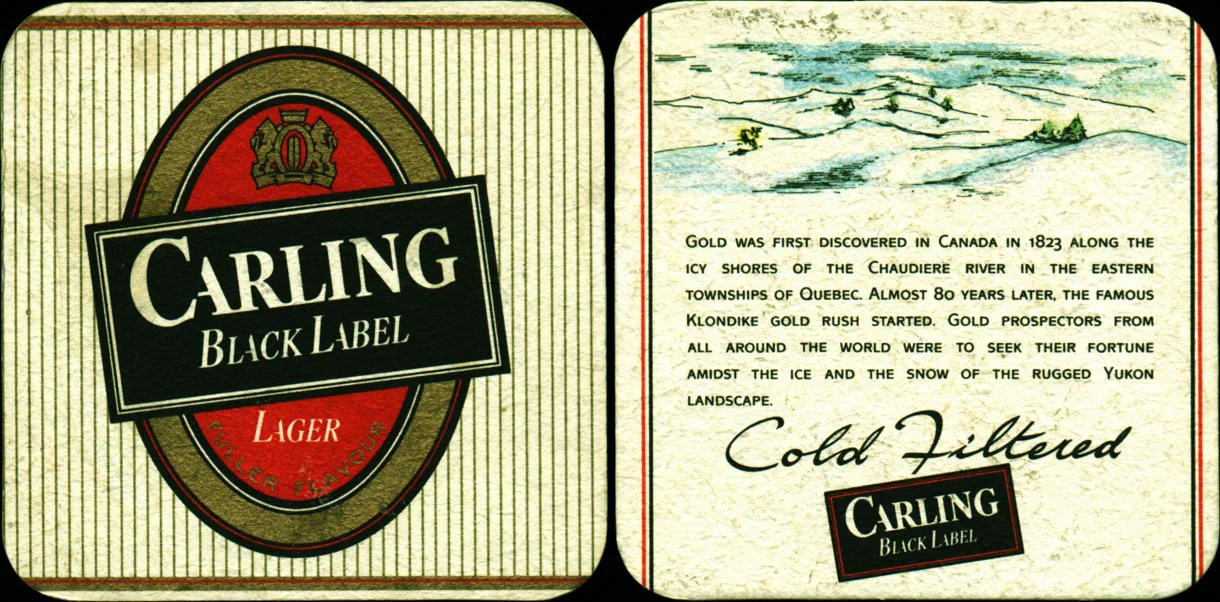 CARLING
BLACK LABEL
LAGER
FULLER FLAVOUR
GOLD WAS FIRST DISCOVERED IN CANADA IN 1823 ALONG THE
ICY SHORES OF THE CHAUDIERE RIVER IN THE EASTERN
TOWNSHIPS OF QUEBEC. ALMOST 80 YEARS LATER, THE FAMOUS
KLONDIKE GOLD RUSH STARTED. GOLD PROSPECTORS FROM
ALL AROUND THE WORLD WERE TO SEEK THEIR FORTUNE
AMIDST THE ICE AND THE SNOW OF THE RUGGED YUKON
LANDSCAPE.
Cold Filtered
CARLING
BLACK LABEL